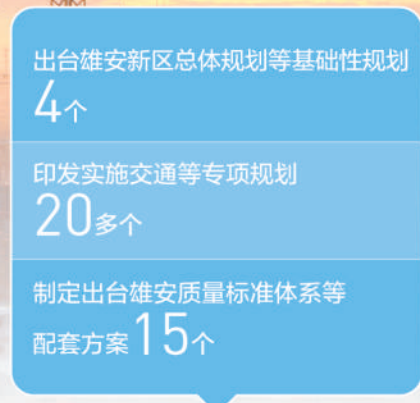 出台雄安新区总体规划等基础性规划
4个
印发实施交通等专项规划
20多个
制定出台雄安质量标准体系等
配套方案15个